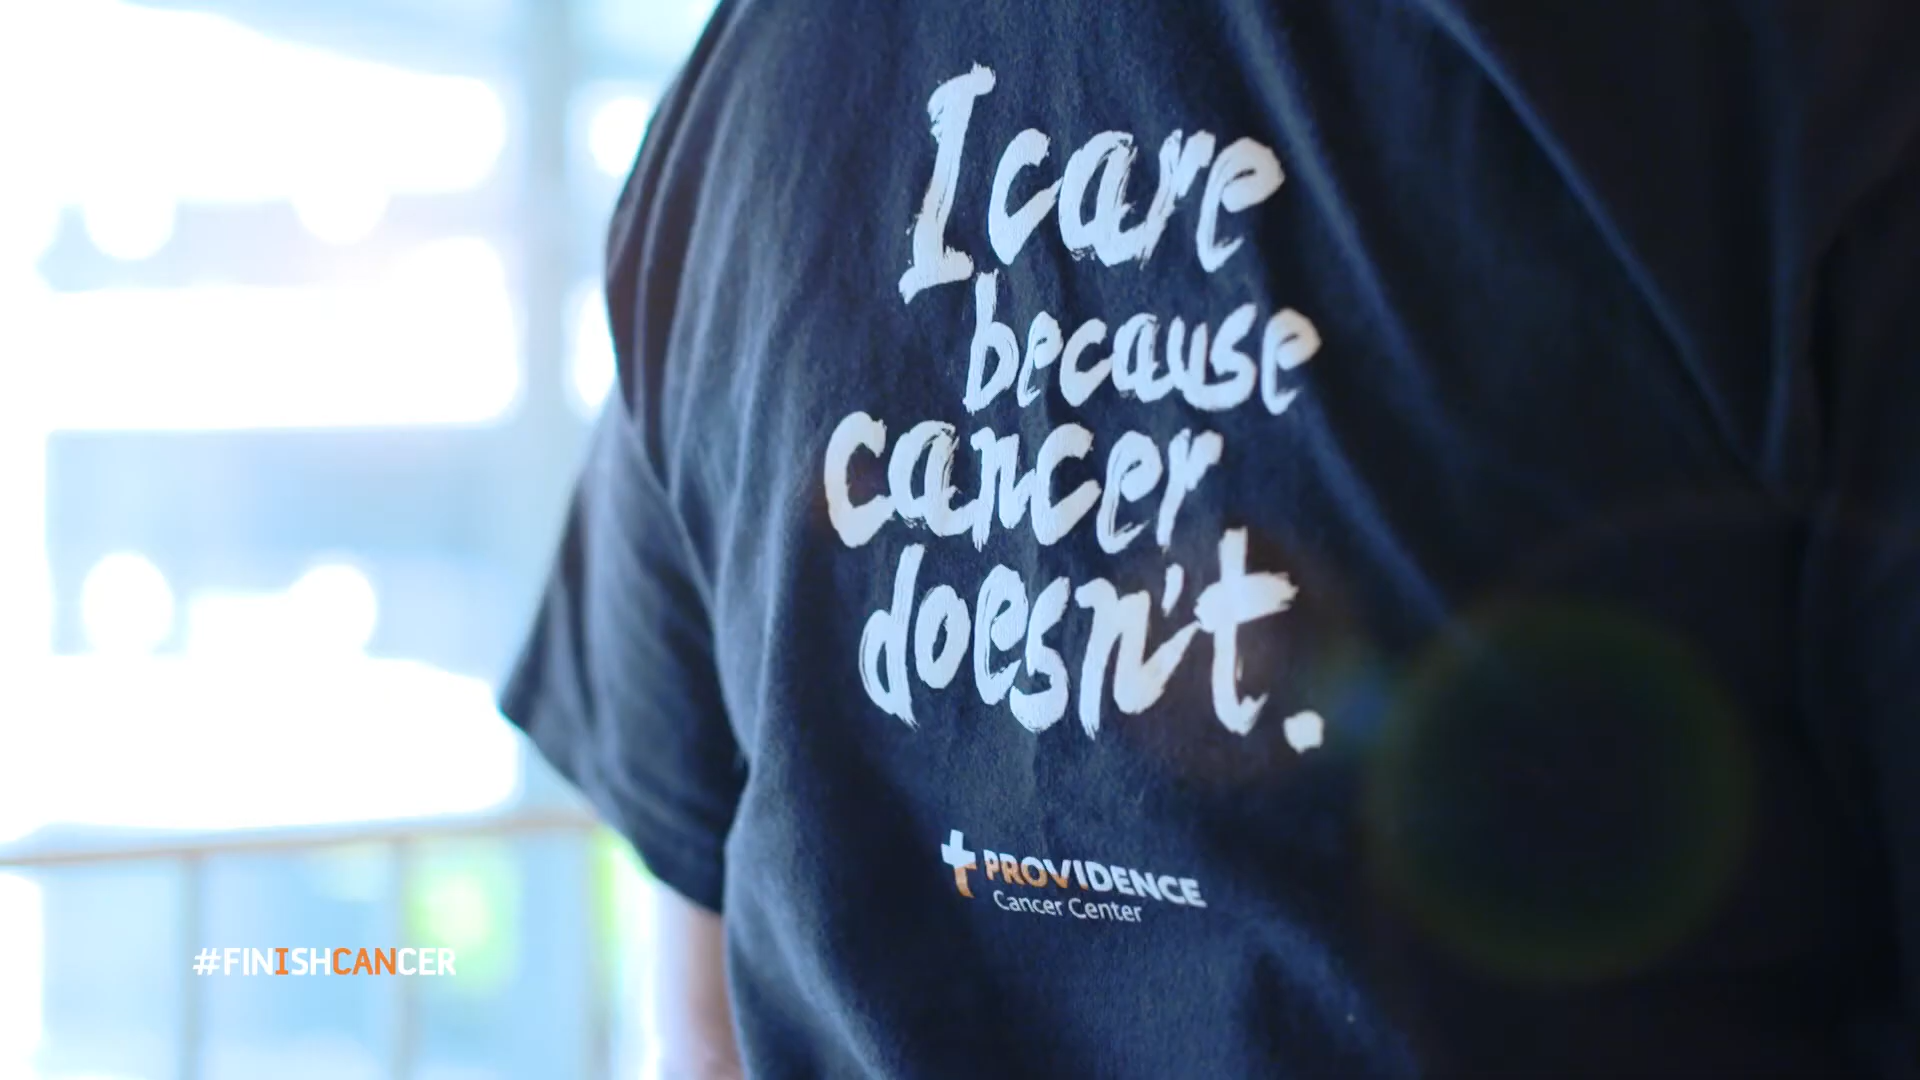 I care
because
cancer
doesn't.
PROVIDENCE
Cancer Center
#FINISHCANCER